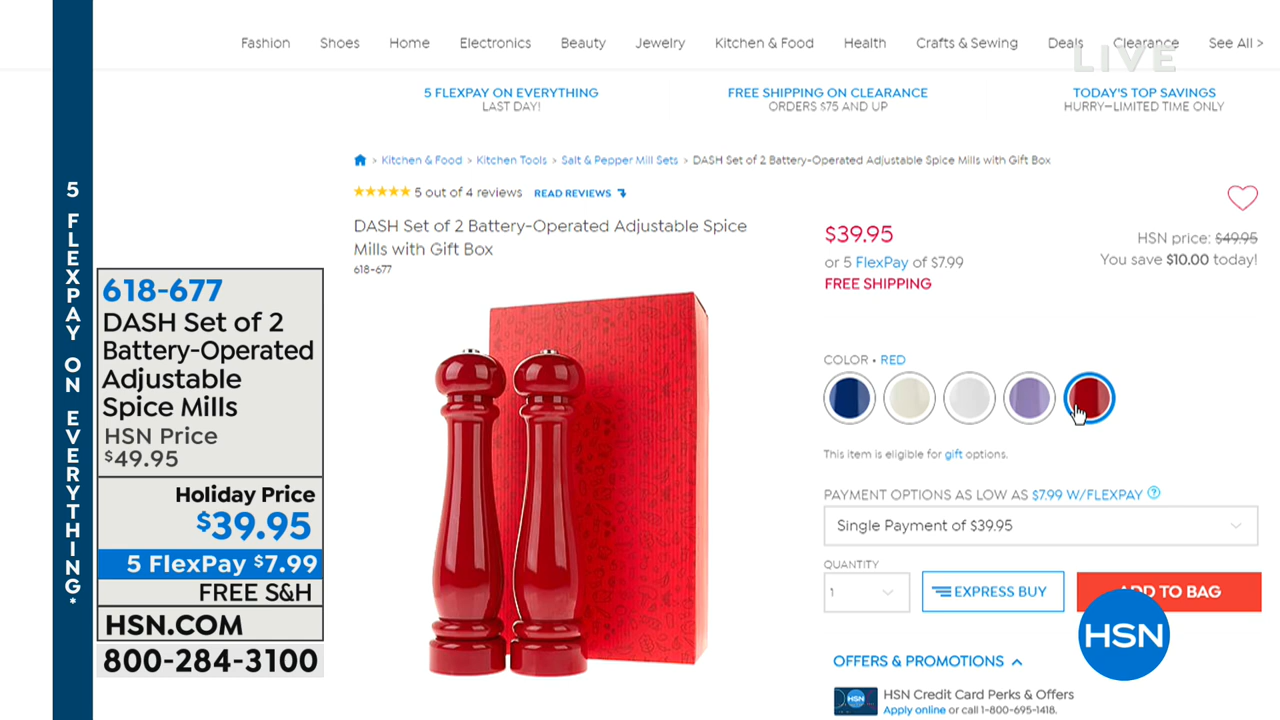 Fashion Shoes Home Electronics Beauty Jewelry Kitchen & Food Health Crafts & Sewing Deals Clearance See All >
LIVE
5 FLEXPAY ON EVERYTHING
LAST DAY!
FREE SHIPPING ON CLEARANCE
ORDERS $75 AND UP
TODAY'S TOP SAVINGS
HURRY—LIMITED TIME ONLY
> Kitchen & Food > Kitchen Tools > Salt & Pepper Mill Sets > DASH Set of 2 Battery-Operated Adjustable Spice Mills with Gift Box
5 out of 4 reviews READ REVIEWS
DASH Set of 2 Battery-Operated Adjustable Spice
Mills with Gift Box
618-677
$39.95
or 5 FlexPay of $7.99
FREE SHIPPING
HSN price: $49.95
You save $10.00 today!
COLOR • RED
This item is eligible for gift options.
PAYMENT OPTIONS AS LOW AS $7.99 W/FLEXPAY ?
Single Payment of $39.95
QUANTITY
1
EXPRESS BUY
ADD TO BAG
HSN
OFFERS & PROMOTIONS
HSN
HSN Credit Card Perks & Offers
Apply online or call 1-800-695-1418.
5 FLEXPAY ON EVERYTHING*
618-677
DASH Set of 2
Battery-Operated
Adjustable
Spice Mills
HSN Price
$49.95
Holiday Price
$39.95
5 FlexPay $7.99
FREE S&H
HSN.COM
800-284-3100